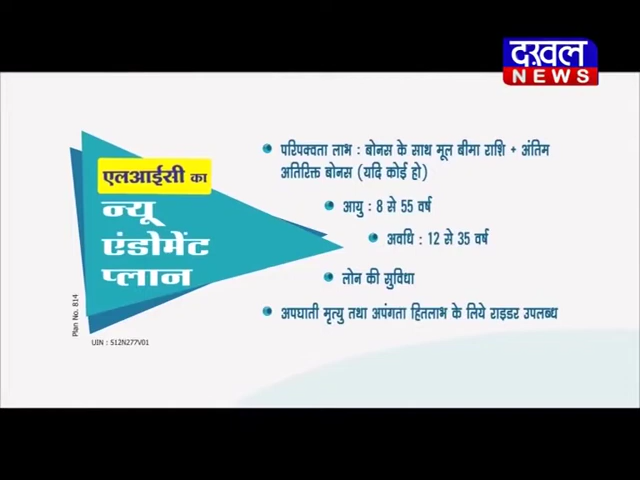 दख़ल
NEWS
एलआईसी का
न्यू
एंडोमेंट
प्लान
Plan No. 814
UIN : 512N277V01
परिपक्वता लाभ : बोनस के साथ मूल बीमा राशि + अंतिम
अतिरिक्त बोनस (यदि कोई हो)
आयु : 8 से 55 वर्ष
अवधि : 12 से 35 वर्ष
लोन की सुविधा
अपघाती मृत्यु तथा अपंगता हितलाभ के लिये राइडर उपलब्ध